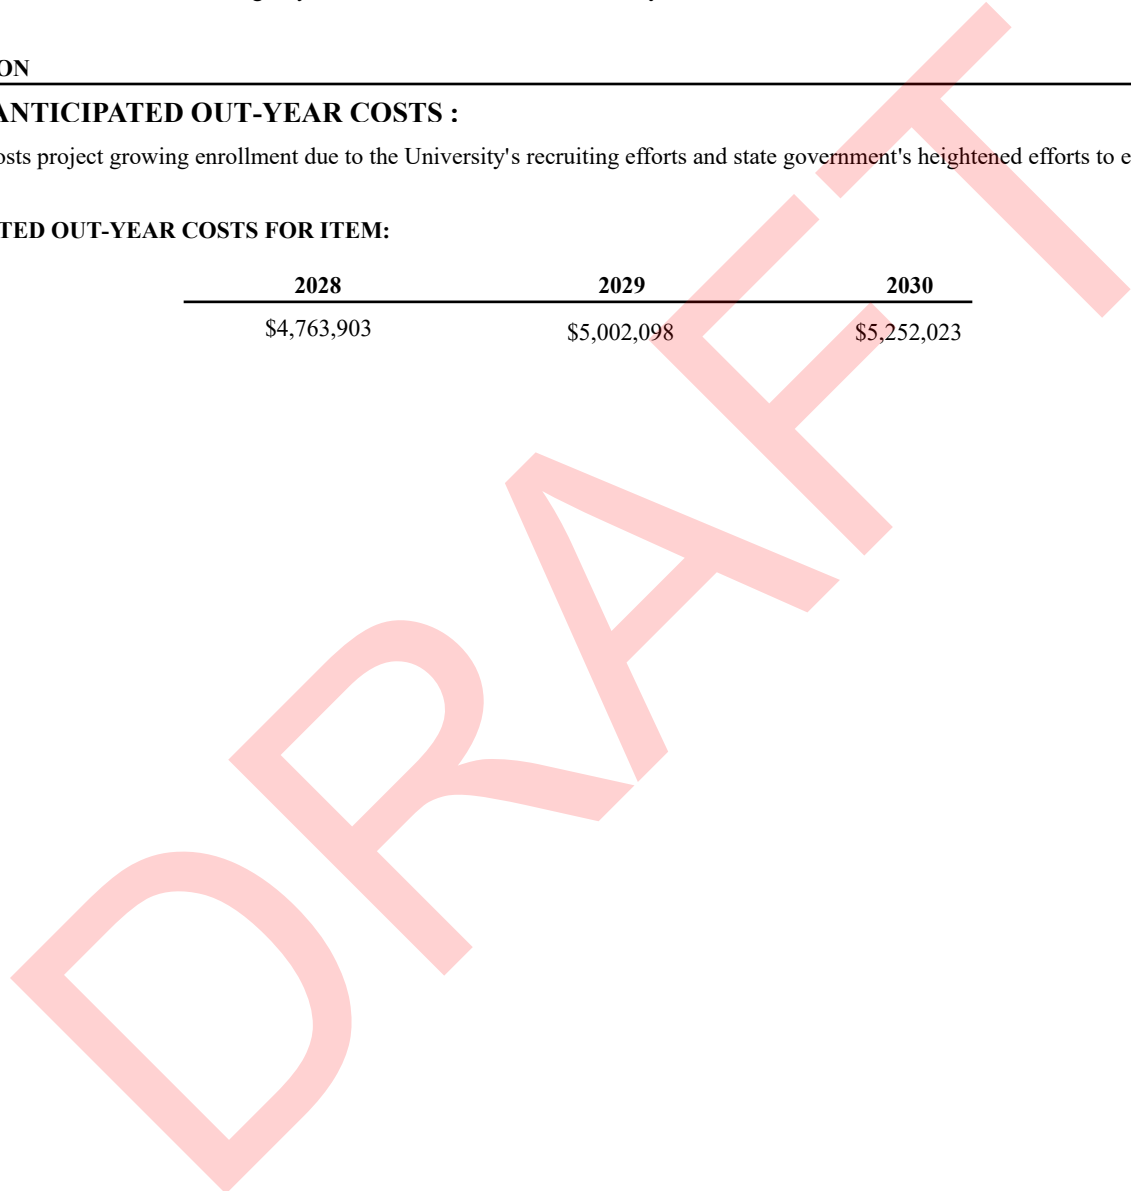 ON
ANTICIPATED OUT-YEAR COSTS :
osts project growing enrollment due to the University's recruiting efforts and state government's heightened efforts to e
TED OUT-YEAR COSTS FOR ITEM:
2028 2029 2030
$4,763,903 $5,002,098 $5,252,023
DRAFT